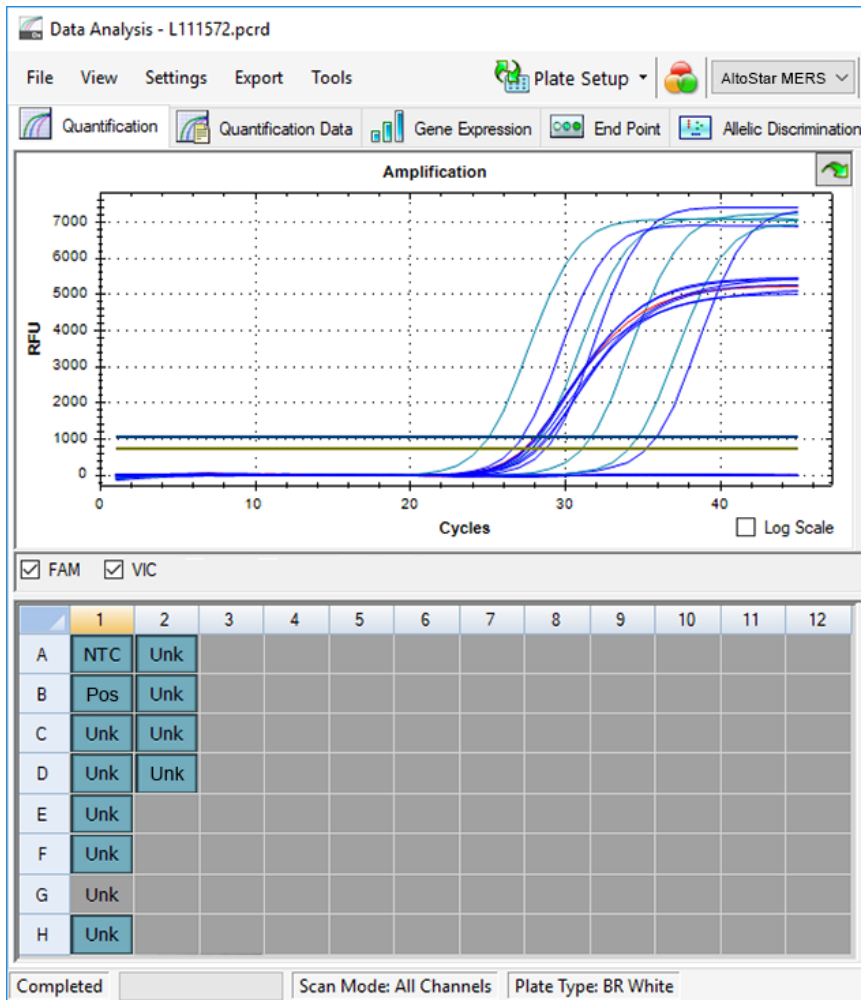 Data Analysis - L111572.pcrd
File View Settings Export Tools Plate Setup AltoStar MERS
Quantification Quantification Data Gene Expression End Point Allelic Discrimination
Amplification
7000
6000
5000
4000
3000
2000
1000
0
RFU
0 10 20 30 40
Cycles
Log Scale
FAM VIC
1 2 3 4 5 6 7 8 9 10 11 12
A NTC Unk
B Pos Unk
C Unk Unk
D Unk Unk
E Unk
F Unk
G Unk
H Unk
Completed Scan Mode: All Channels Plate Type: BR White